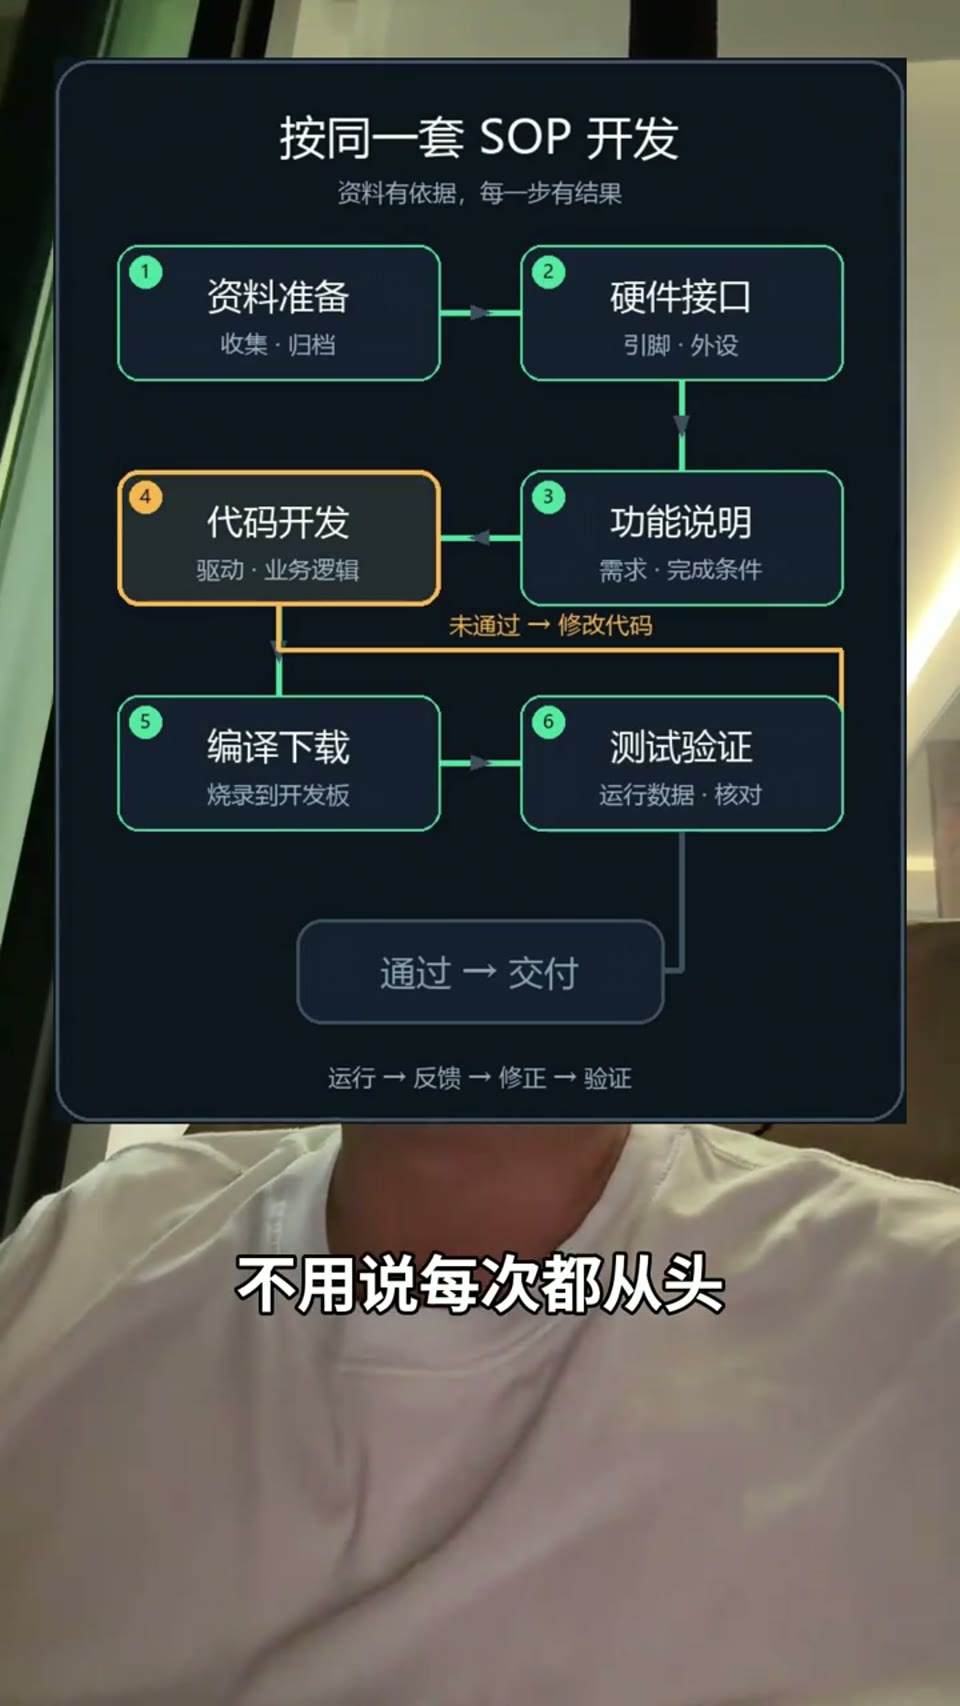 按同一套 SOP 开发
资料有依据，每一步有结果
1
资料准备
收集 · 归档
2
硬件接口
引脚 · 外设
3
功能说明
需求 · 完成条件
4
代码开发
驱动 · 业务逻辑
未通过 → 修改代码
5
编译下载
烧录到开发板
6
测试验证
运行数据 · 核对
通过 → 交付
运行 → 反馈 → 修正 → 验证
不用说每次都从头